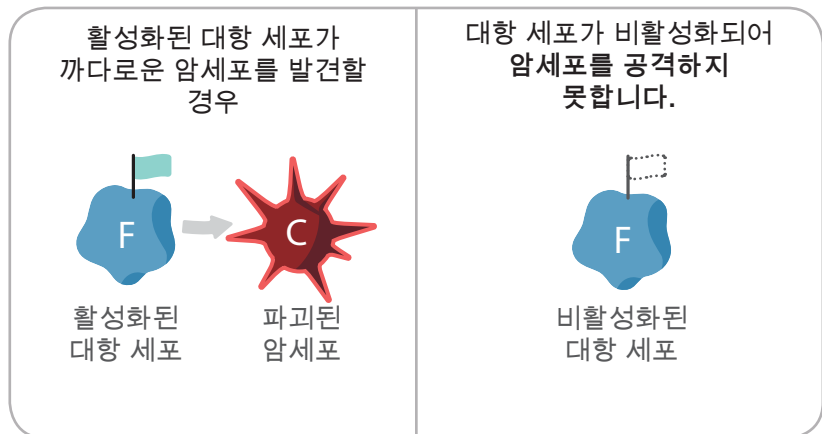 활성화된 대항 세포가
까다로운 암세포를 발견할
경우
F
C
활성화된
대항 세포
파괴된
암세포
대항 세포가 비활성화되어
암세포를 공격하지
못합니다.
F
비활성화된
대항 세포